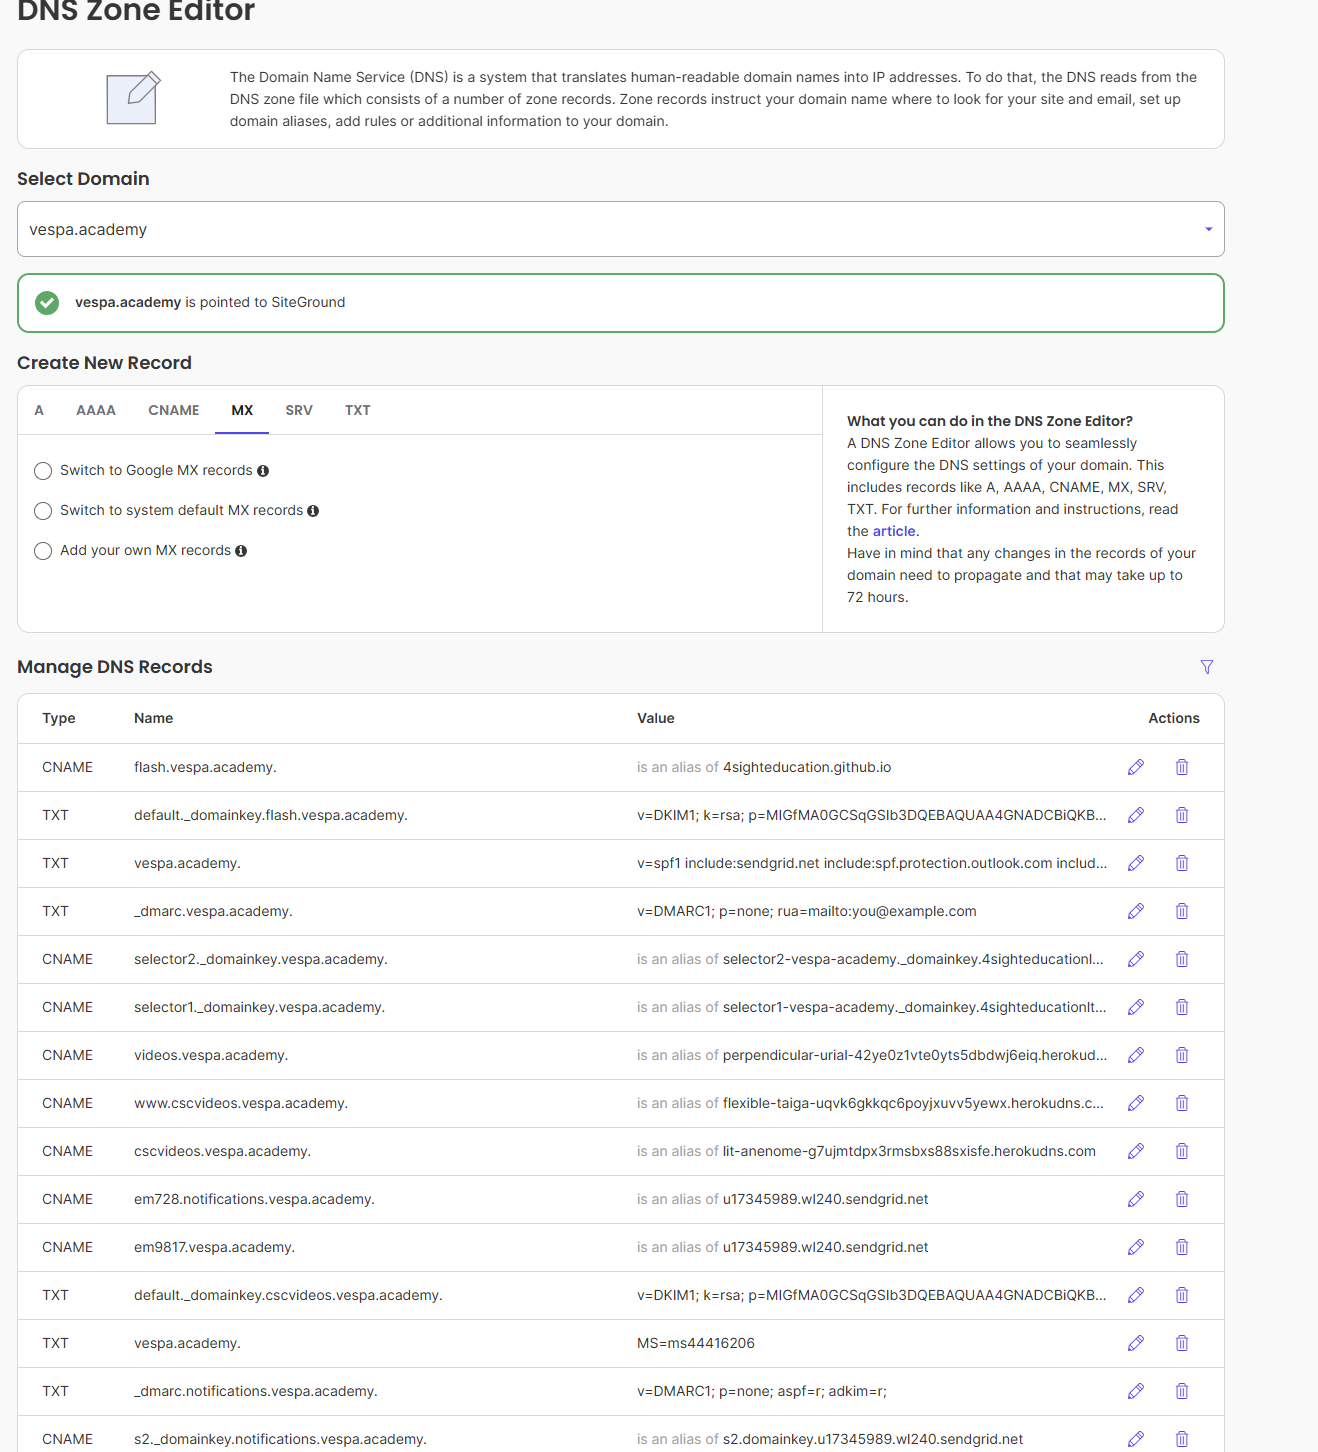 DNS Zone Editor
The Domain Name Service (DNS) is a system that translates human-readable domain names into IP addresses. To do that, the DNS reads from the
DNS zone file which consists of a number of zone records. Zone records instruct your domain name where to look for your site and email, set up
domain aliases, add rules or additional information to your domain.
Select Domain
vespa.academy
vespa.academy is pointed to SiteGround
Create New Record
A AAAA CNAME MX SRV TXT
Switch to Google MX records
Switch to system default MX records
Add your own MX records
What you can do in the DNS Zone Editor?
A DNS Zone Editor allows you to seamlessly
configure the DNS settings of your domain. This
includes records like A, AAAA, CNAME, MX, SRV,
TXT. For further information and instructions, read
the article.
Have in mind that any changes in the records of your
domain need to propagate and that may take up to
72 hours.
Manage DNS Records
Type Name Value Actions
CNAME flash.vespa.academy. is an alias of 4sighteducation.github.io
TXT default._domainkey.flash.vespa.academy. v=DKIM1; k=rsa; p=MIGfMA0GCSqGSIb3DQEBAQUAA4GNADCBiQKB...
TXT vespa.academy. v=spf1 include:sendgrid.net include:spf.protection.outlook.com includ...
TXT _dmarc.vespa.academy. v=DMARC1; p=none; rua=mailto:you@example.com
CNAME selector2._domainkey.vespa.academy. is an alias of selector2-vespa-academy._domainkey.4sighteducationl...
CNAME selector1._domainkey.vespa.academy. is an alias of selector1-vespa-academy._domainkey.4sighteducationlt...
CNAME videos.vespa.academy. is an alias of perpendicular-urial-42ye0z1vte0yts5dbdwj6eiq.herokud...
CNAME www.cscvideos.vespa.academy. is an alias of flexible-taiga-uqvk6gkkqc6poyjxuvv5yewx.herokudns.c...
CNAME cscvideos.vespa.academy. is an alias of lit-anenome-g7ujmtdpx3rmsbxs88sxisfe.herokudns.com
CNAME em728.notifications.vespa.academy. is an alias of u17345989.wl240.sendgrid.net
CNAME em9817.vespa.academy. is an alias of u17345989.wl240.sendgrid.net
TXT default._domainkey.cscvideos.vespa.academy. v=DKIM1; k=rsa; p=MIGfMA0GCSqGSIb3DQEBAQUAA4GNADCBiQKB...
TXT vespa.academy. MS=ms44416206
TXT _dmarc.notifications.vespa.academy. v=DMARC1; p=none; aspf=r; adkim=r;
CNAME s2._domainkey.notifications.vespa.academy. is an alias of s2.domainkey.u17345989.wl240.sendgrid.net